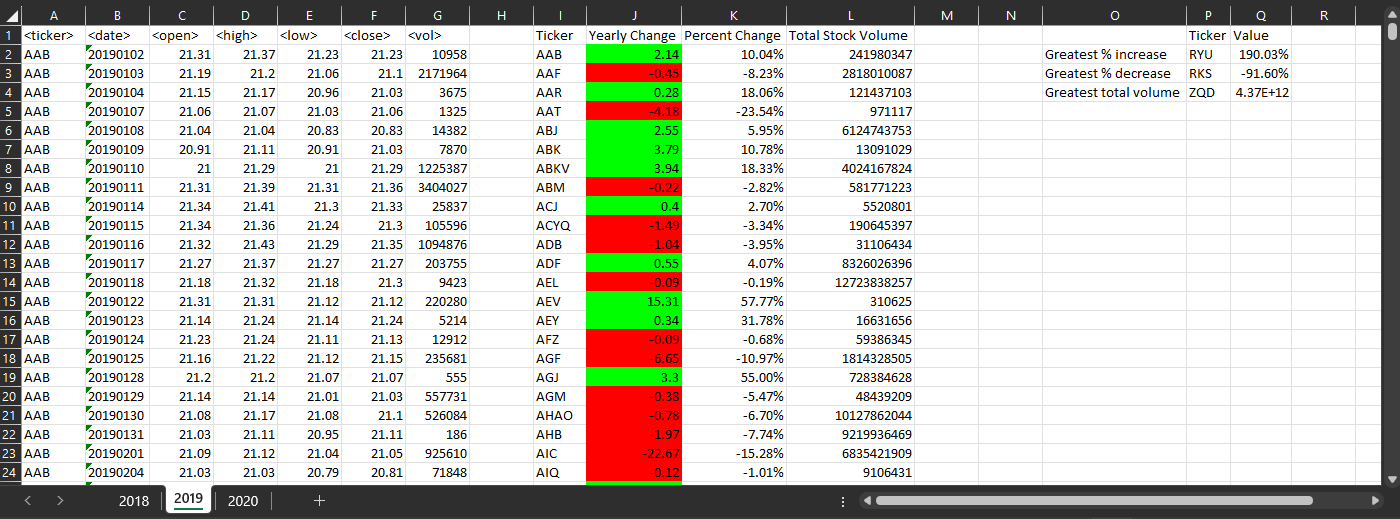 A B C D E F G H I J K L M N O P Q R
1 <ticker> <date> <open> <high> <low> <close> <vol> Ticker Yearly Change Percent Change Total Stock Volume Ticker Value
2 AAB 20190102 21.31 21.37 21.23 21.23 10958 AAB 2.14 10.04% 241980347 Greatest % increase RYU 190.03%
3 AAB 20190103 21.19 21.2 21.06 21.1 2171964 AAF -0.45 -8.23% 2818010087 Greatest % decrease RKS -91.60%
4 AAB 20190104 21.15 21.17 20.96 21.03 3675 AAR 0.28 18.06% 121437103 Greatest total volume ZQD 4.37E+12
5 AAB 20190107 21.06 21.07 21.03 21.06 1325 AAT -4.18 -23.54% 971117
6 AAB 20190108 21.04 21.04 20.83 20.83 14382 ABJ 2.55 5.95% 6124743753
7 AAB 20190109 20.91 21.11 20.91 21.03 7870 ABK 3.79 10.78% 13091029
8 AAB 20190110 21 21.29 21 21.29 1225387 ABKV 3.94 18.33% 4024167824
9 AAB 20190111 21.31 21.39 21.31 21.36 3404027 ABM -0.22 -2.82% 581771223
10 AAB 20190114 21.34 21.41 21.3 21.33 25837 ACJ 0.4 2.70% 5520801
11 AAB 20190115 21.34 21.36 21.24 21.3 105596 ACYQ -1.49 -3.34% 190645397
12 AAB 20190116 21.32 21.43 21.29 21.35 1094876 ADB -1.04 -3.95% 31106434
13 AAB 20190117 21.27 21.37 21.27 21.27 203755 ADF 0.55 4.07% 8326026396
14 AAB 20190118 21.18 21.32 21.18 21.3 9423 AEL -0.09 -0.19% 12723838257
15 AAB 20190122 21.31 21.31 21.12 21.12 220280 AEV 15.31 57.77% 310625
16 AAB 20190123 21.14 21.24 21.14 21.24 5214 AEY 0.34 31.78% 16631656
17 AAB 20190124 21.23 21.24 21.11 21.13 12912 AFZ -0.09 -0.68% 59386345
18 AAB 20190125 21.16 21.22 21.12 21.15 235681 AGF -6.65 -10.97% 1814328505
19 AAB 20190128 21.2 21.2 21.07 21.07 555 AGJ 3.3 55.00% 728384628
20 AAB 20190129 21.14 21.14 21.01 21.03 557731 AGM -0.38 -5.47% 48439209
21 AAB 20190130 21.08 21.17 21.08 21.1 526084 AHAO -0.78 -6.70% 10127862044
22 AAB 20190131 21.03 21.11 20.95 21.11 186 AHB -1.97 -7.74% 9219936469
23 AAB 20190201 21.09 21.12 21.04 21.05 925610 AIC -22.67 -15.28% 6835421909
24 AAB 20190204 21.03 21.03 20.79 20.81 71848 AIQ -0.12 -1.01% 9106431
2018 2019 2020